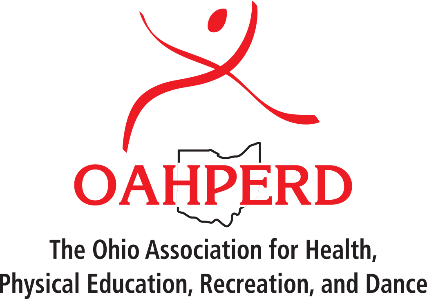 OAHPERD
The Ohio Association for Health,
Physical Education, Recreation, and Dance